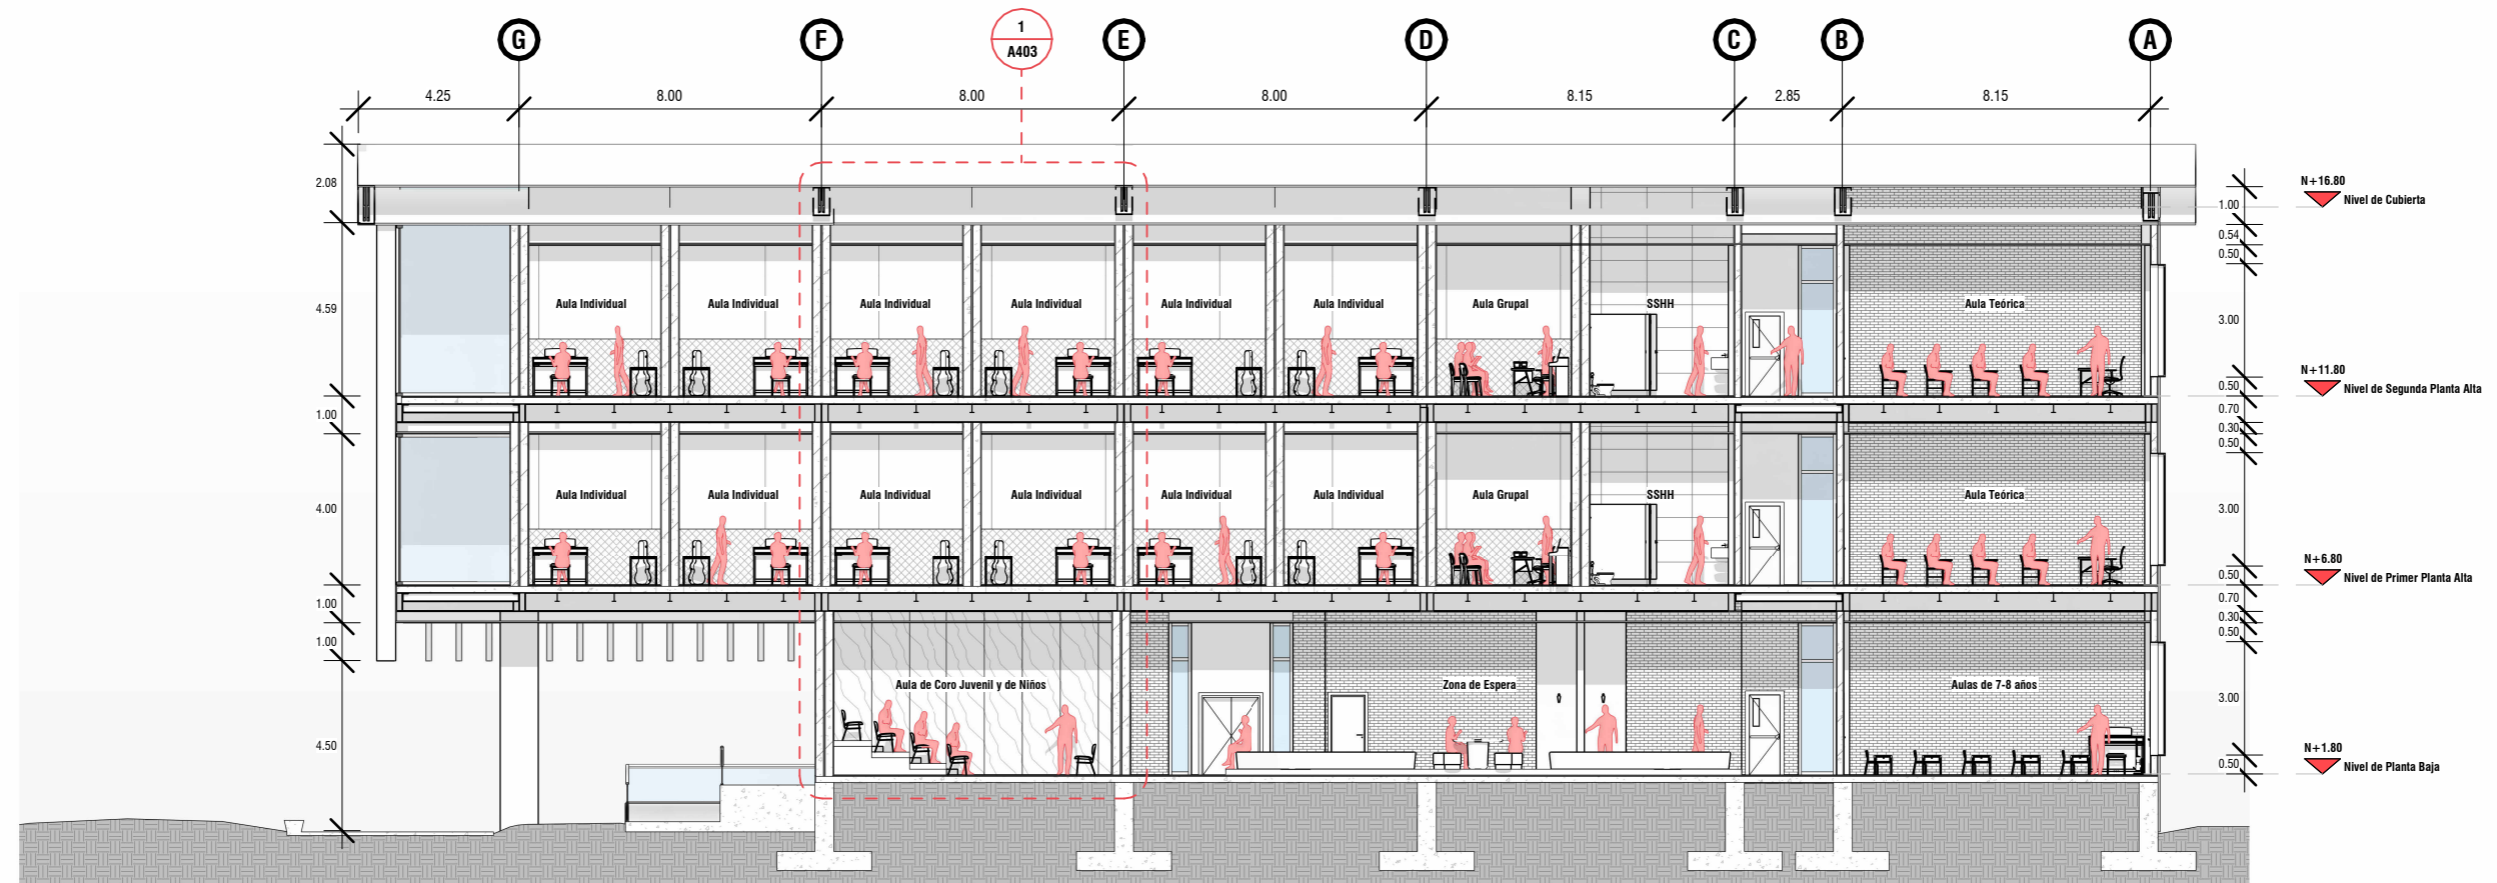 G F 1 E D C B A
A403
4.25 8.00 8.00 8.00 8.15 2.85 8.15
N+16.80
2.08
Nivel de Cubierta
1.00
0.54
0.50
Aula Individual Aula Individual Aula Individual Aula Individual Aula Individual Aula Individual Aula Grupal SSHH Aula Teórica
4.59
3.00
N+11.80
0.50
Nivel de Segunda Planta Alta
1.00
0.70
0.30
0.50
Aula Individual Aula Individual Aula Individual Aula Individual Aula Individual Aula Individual Aula Grupal SSHH Aula Teórica
4.00
3.00
N+6.80
0.50
Nivel de Primer Planta Alta
1.00
0.70
0.30
1.00
0.50
Aula de Coro Juvenil y de Niños Zona de Espera Aulas de 7-8 años
3.00
4.50
N+1.80
0.50
Nivel de Planta Baja